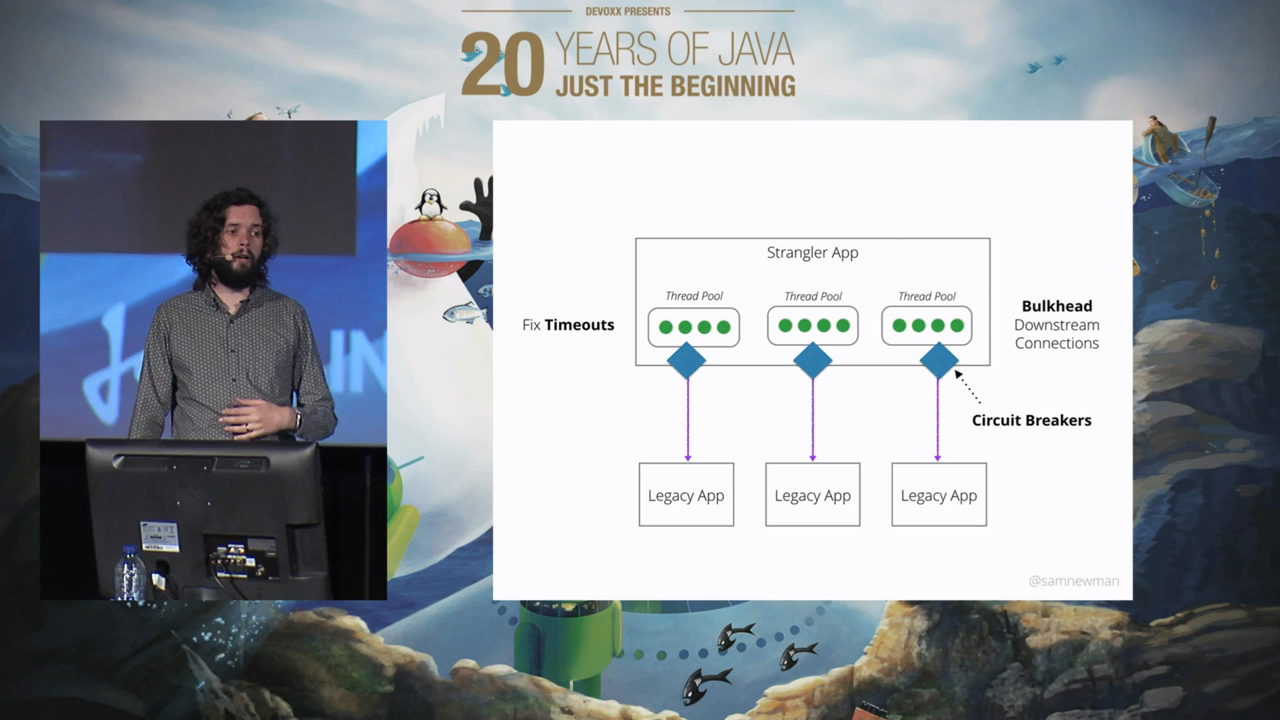 DEVOXX PRESENTS
20 YEARS OF JAVA
JUST THE BEGINNING
Strangler App
Thread Pool Thread Pool Thread Pool
Fix Timeouts
Bulkhead
Downstream
Connections
Circuit Breakers
Legacy App Legacy App Legacy App
@samnewman